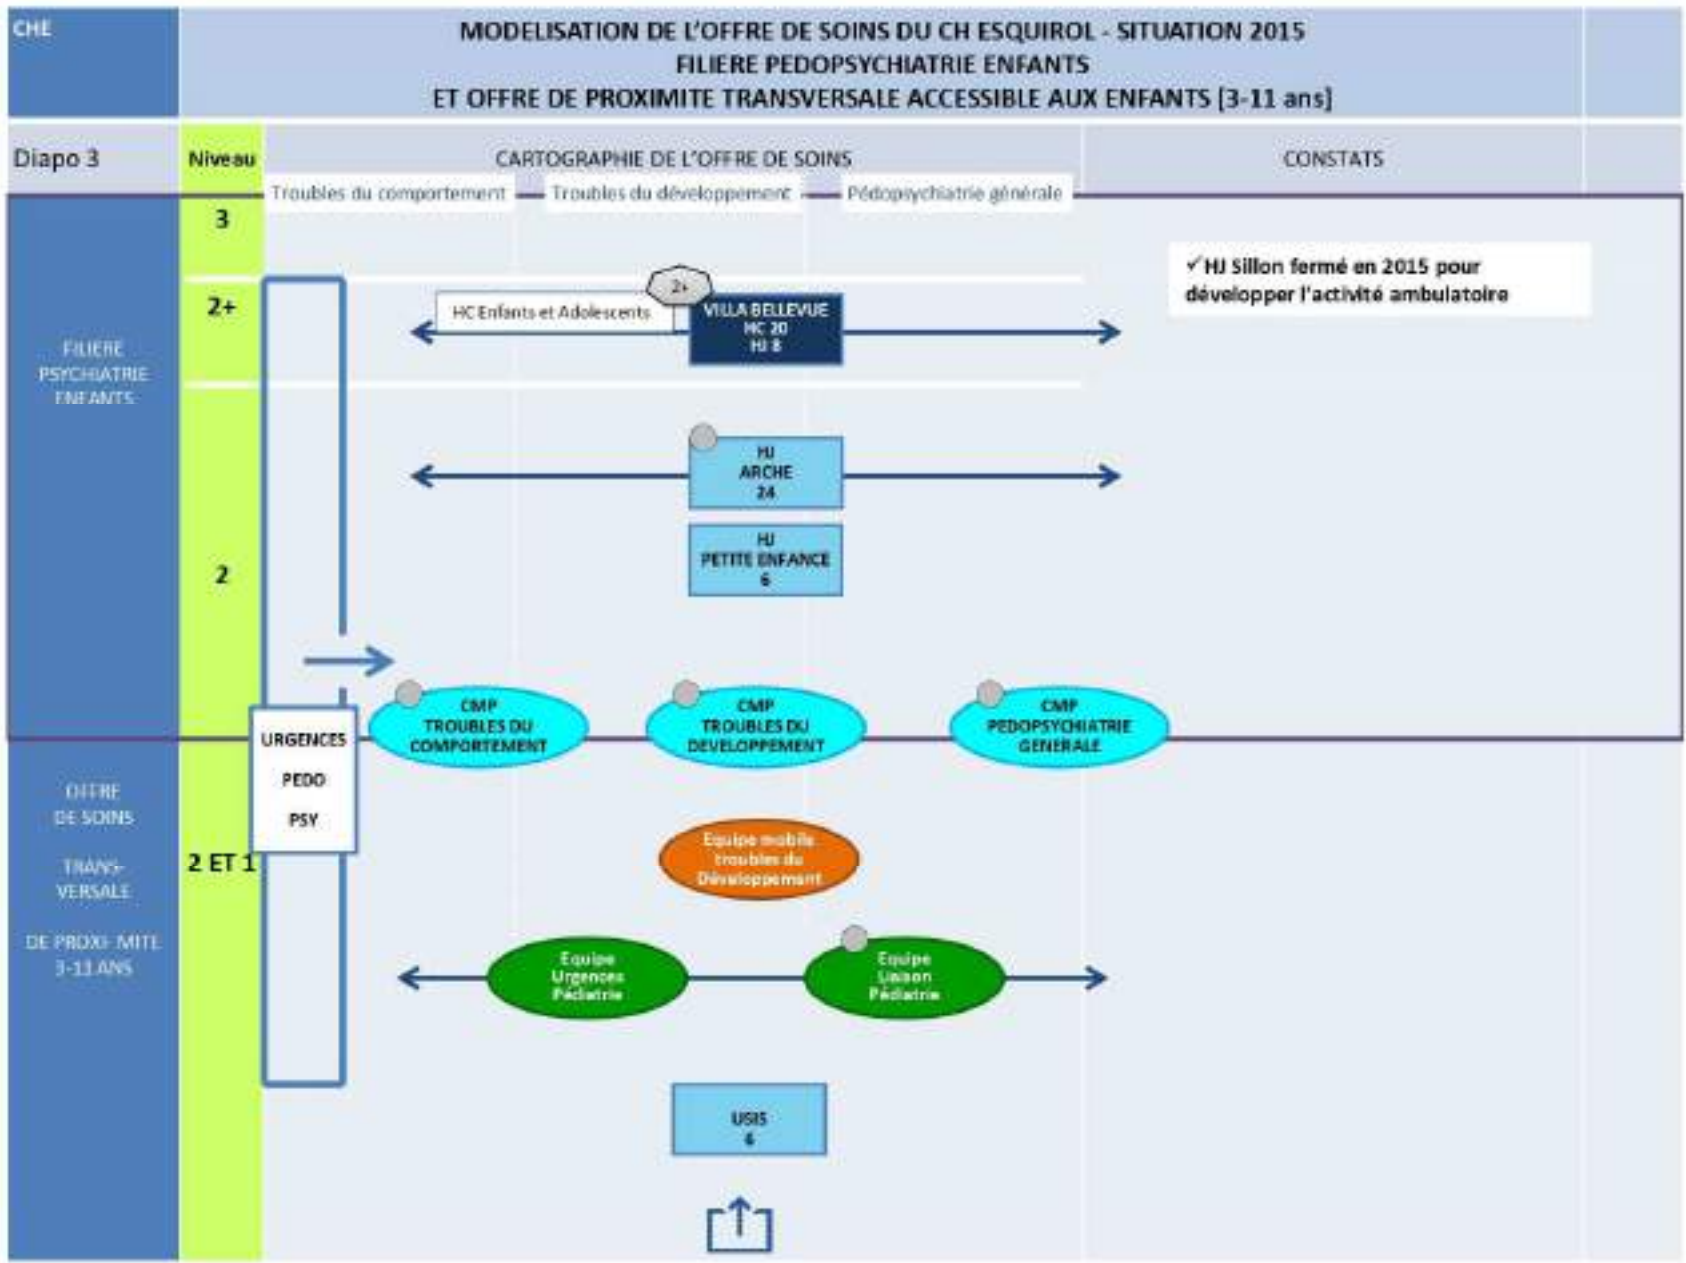 CHE
MODELISATION DE L'OFFRE DE SOINS DU CH ESQUIROL - SITUATION 2015
FILIERE PEDOPSYCHIATRIE ENFANTS
ET OFFRE DE PROXIMITE TRANSVERSALE ACCESSIBLE AUX ENFANTS [3-11 ans]
Diapo 3
Niveau
CARTOGRAPHIE DE L'OFFRE DE SOINS
CONSTATS
Troubles du comportement
Troubles du développement
Pédopsychiatrie générale
3
✓HJ Sillon fermé en 2015 pour
développer l'activité ambulatoire
2+
HC Enfants et Adolescents
2+
VILLA BELLEVUE
HC 20
HJ 8
FILIERE
PSYCHIATRIE
ENFANTS
HJ
ARCHE
24
HJ
PETITE ENFANCE
6
2
CMP
TROUBLES DU
COMPORTEMENT
CMP
TROUBLES DU
DEVELOPPEMENT
CMP
PEDOPSYCHIATRIE
GENERALE
URGENCES
PEDO
PSY
OFFRE
DE SOINS
TRANS-
VERSALE
DE PROXI- MITE
3-11 ANS
2 ET 1
Equipe mobile
troubles du
Développement
Equipe
Urgences
Pédiatrie
Equipe
Liaison
Pédiatrie
USIS
6